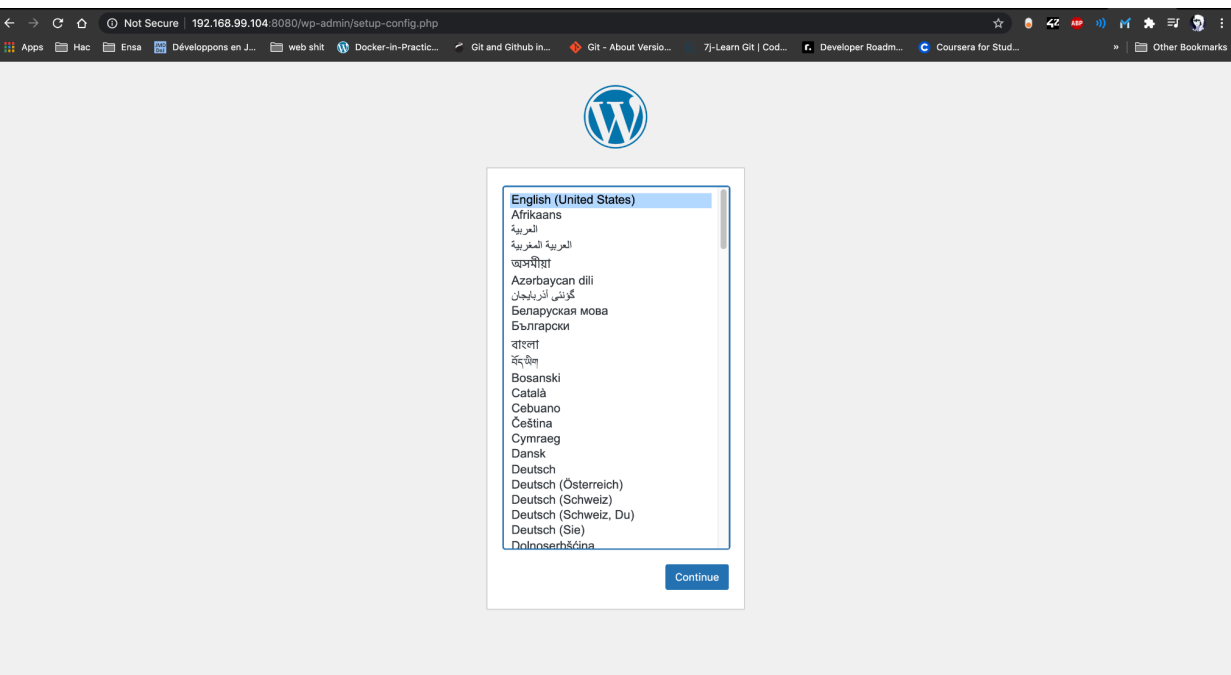 Not Secure | 192.168.99.104:8080/wp-admin/setup-config.php
ABP
Apps Hac Ensa Développons en J... web shit Docker-in-Practic... Git and Github in... Git - About Versio... 7j-Learn Git | Cod... Developer Roadm... Coursera for Stud... » Other Bookmarks
English (United States)
Afrikaans
العربية
العربية المغربية
অসমীয়া
Azərbaycan dili
گؤنئی آذربایجان
Беларуская мова
Български
বাংলা
བོད་ཡིག
Bosanski
Català
Cebuano
Čeština
Cymraeg
Dansk
Deutsch
Deutsch (Österreich)
Deutsch (Schweiz)
Deutsch (Schweiz, Du)
Deutsch (Sie)
Dolnoserbšćina
Continue